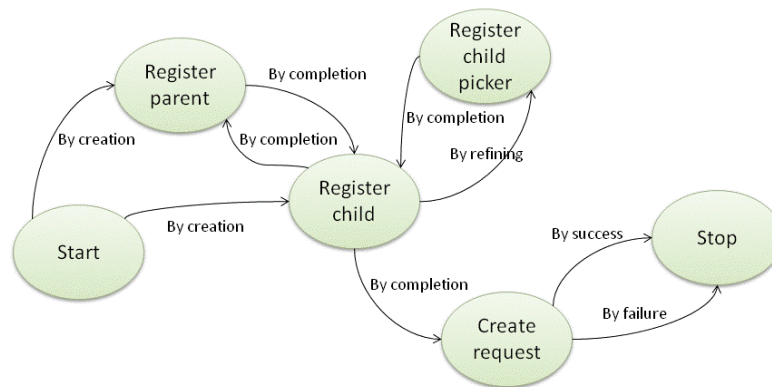 Register
parent
By completion
Register
child
picker
By creation
By completion
By completion
By refining
Register
child
Start
By creation
By success
Stop
By completion
By failure
Create
request